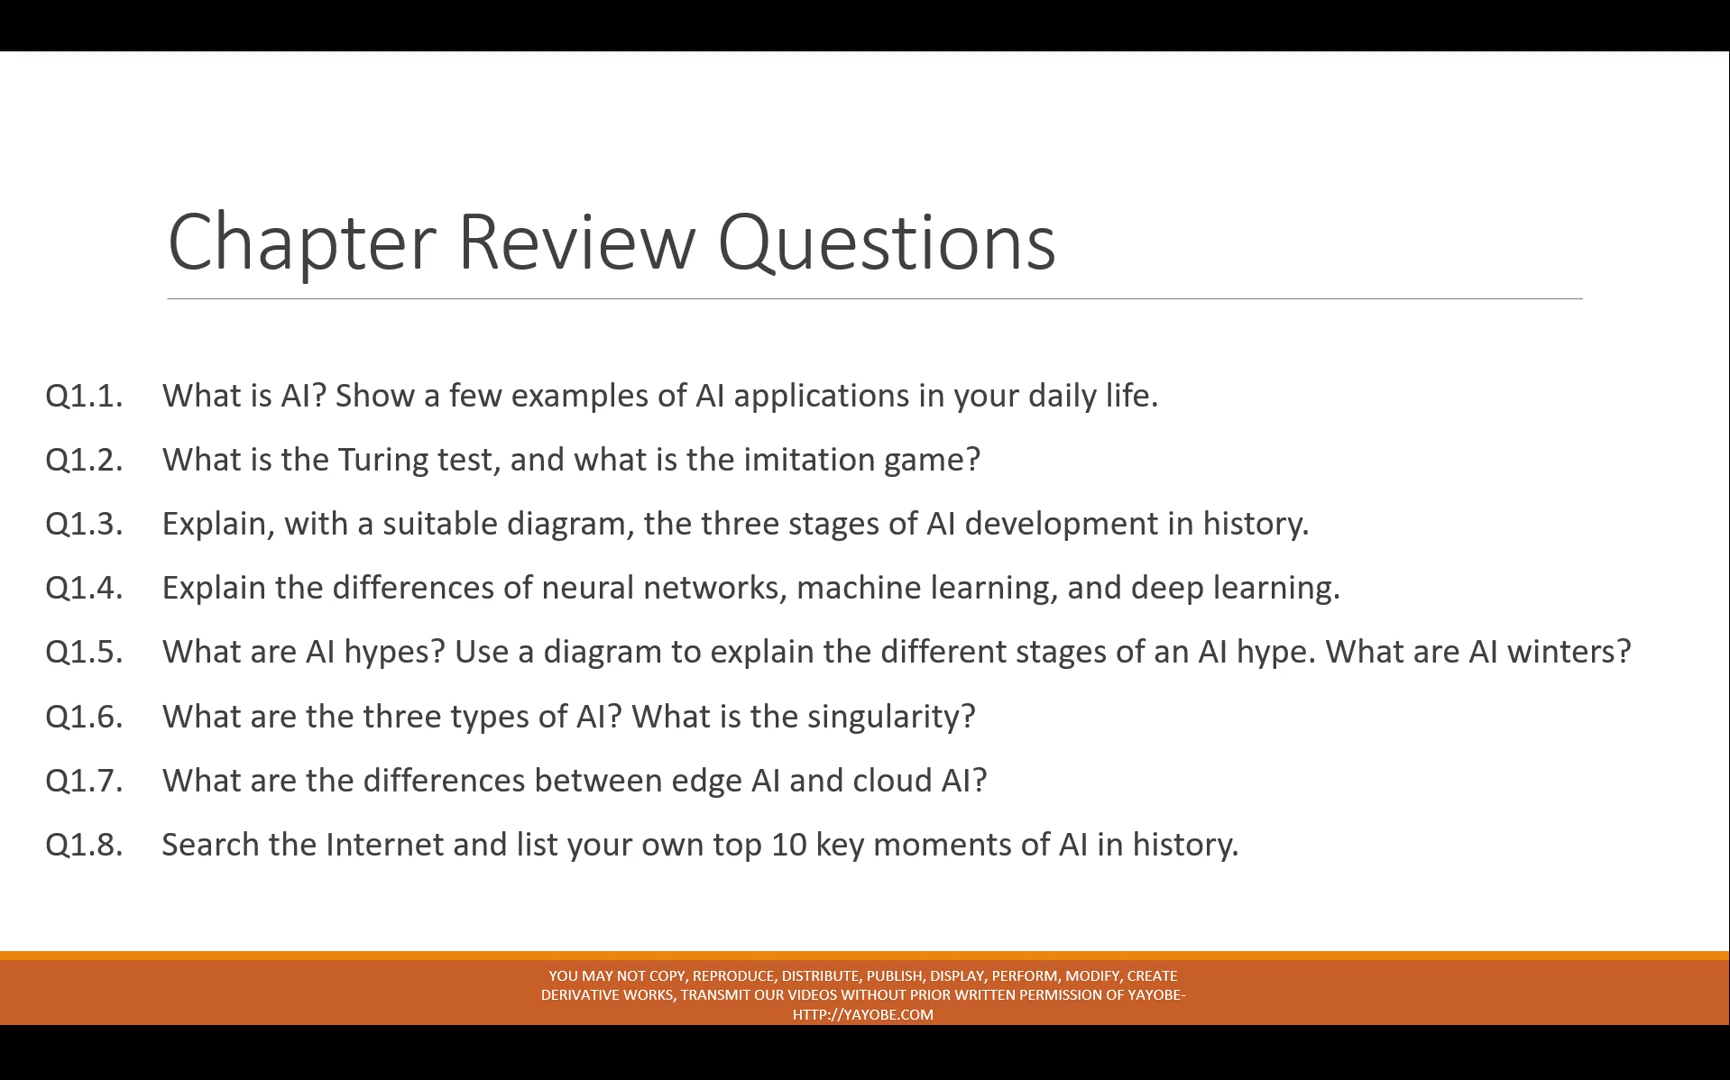 Chapter Review Questions
Q1.1. What is AI? Show a few examples of AI applications in your daily life.
Q1.2. What is the Turing test, and what is the imitation game?
Q1.3. Explain, with a suitable diagram, the three stages of AI development in history.
Q1.4. Explain the differences of neural networks, machine learning, and deep learning.
Q1.5. What are AI hypes? Use a diagram to explain the different stages of an AI hype. What are AI winters?
Q1.6. What are the three types of AI? What is the singularity?
Q1.7. What are the differences between edge AI and cloud AI?
Q1.8. Search the Internet and list your own top 10 key moments of AI in history.
YOU MAY NOT COPY, REPRODUCE, DISTRIBUTE, PUBLISH, DISPLAY, PERFORM, MODIFY, CREATE
DERIVATIVE WORKS, TRANSMIT OUR VIDEOS WITHOUT PRIOR WRITTEN PERMISSION OF YAYOBE-
HTTP://YAYOBE.COM